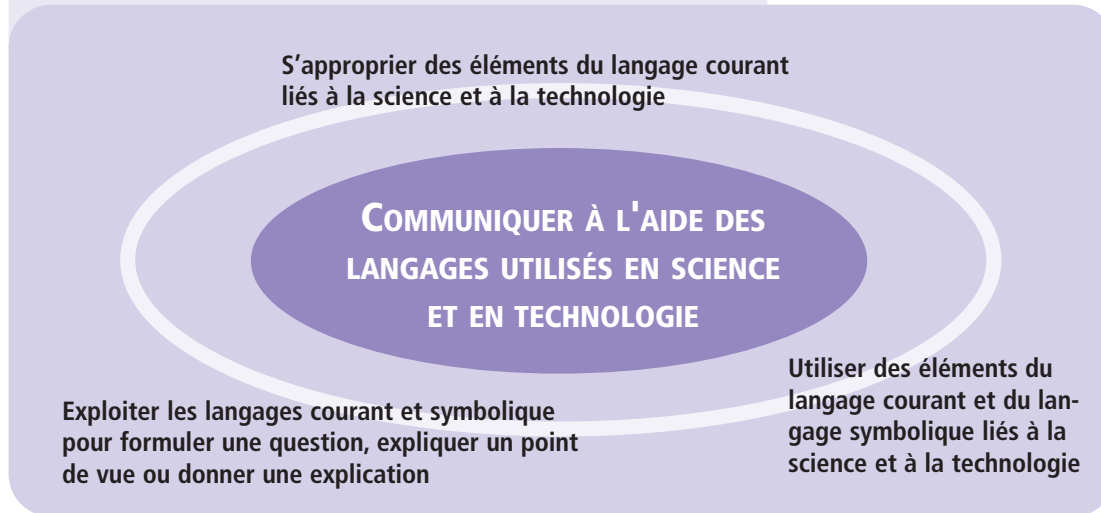 S’approprier des éléments du langage courant
liés à la science et à la technologie
COMMUNIQUER À L'AIDE DES
LANGAGES UTILISÉS EN SCIENCE
ET EN TECHNOLOGIE
Exploiter les langages courant et symbolique
pour formuler une question, expliquer un point
de vue ou donner une explication
Utiliser des éléments du
langage courant et du lan-
gage symbolique liés à la
science et à la technologie